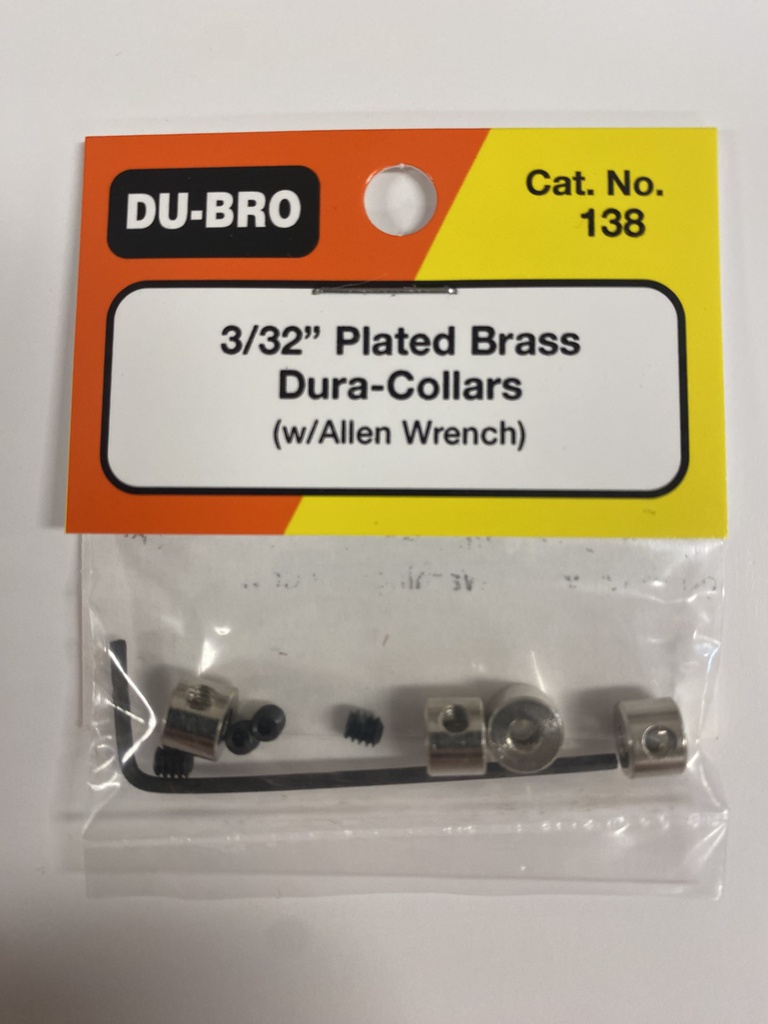 DU-BRO
Cat. No.
138
3/32” Plated Brass
Dura-Collars
(w/Allen Wrench)